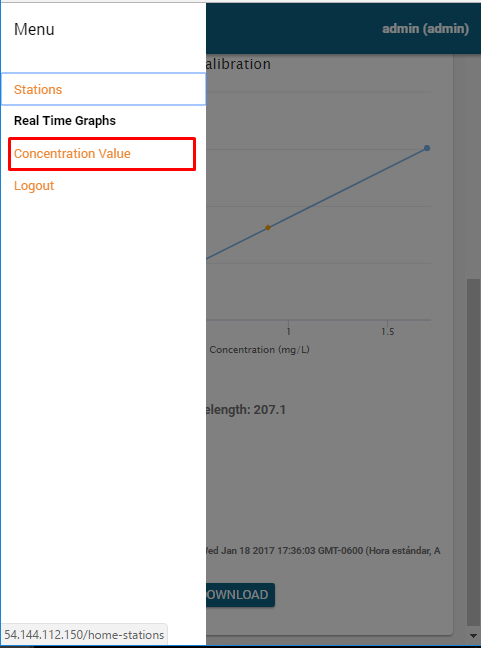 Menu
admin (admin)
alibration
Stations
Real Time Graphs
Concentration Value
Logout
1
1.5
Concentration (mg/L)
elength: 207.1
Wed Jan 18 2017 17:36:03 GMT-0600 (Hora estándar, A
OWNLOAD
54.144.112.150/home-stations